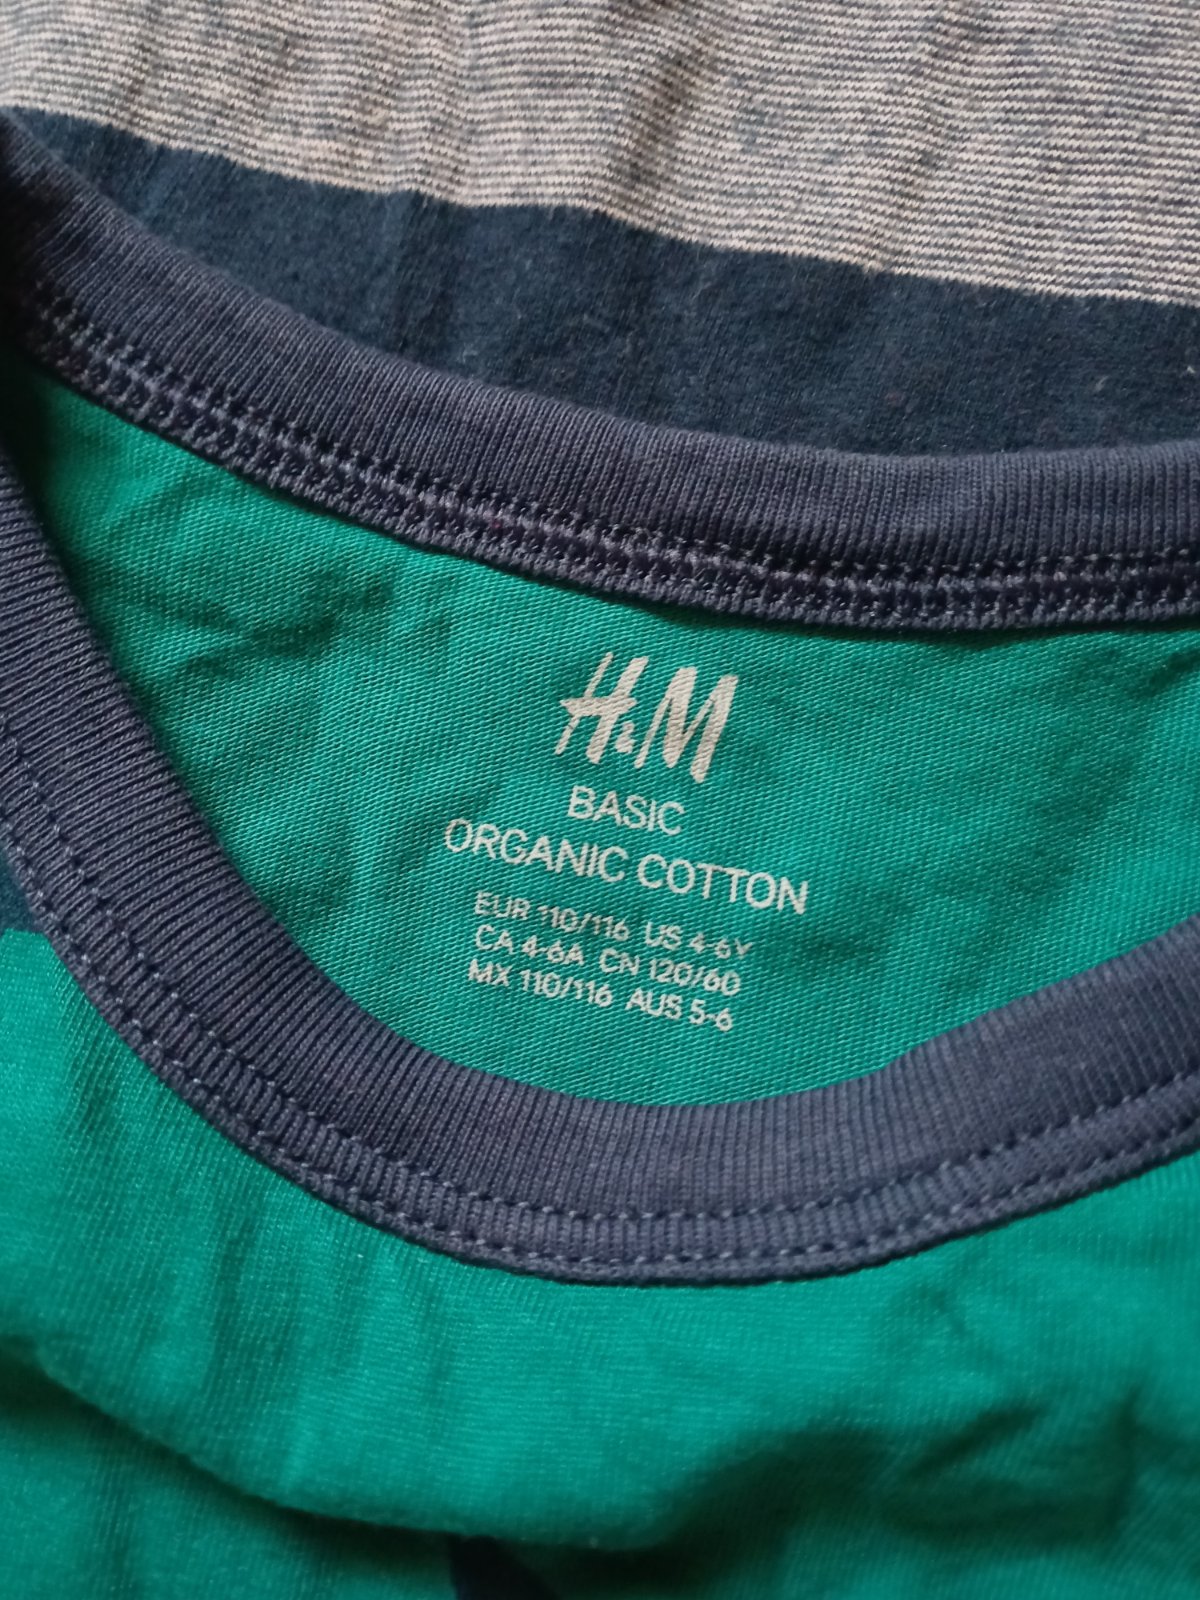 H&M
BASIC
ORGANIC COTTON
EUR 110/116 US 4-6Y
CA 4-6A CN 120/60
MX 110/116 AUS 5-6